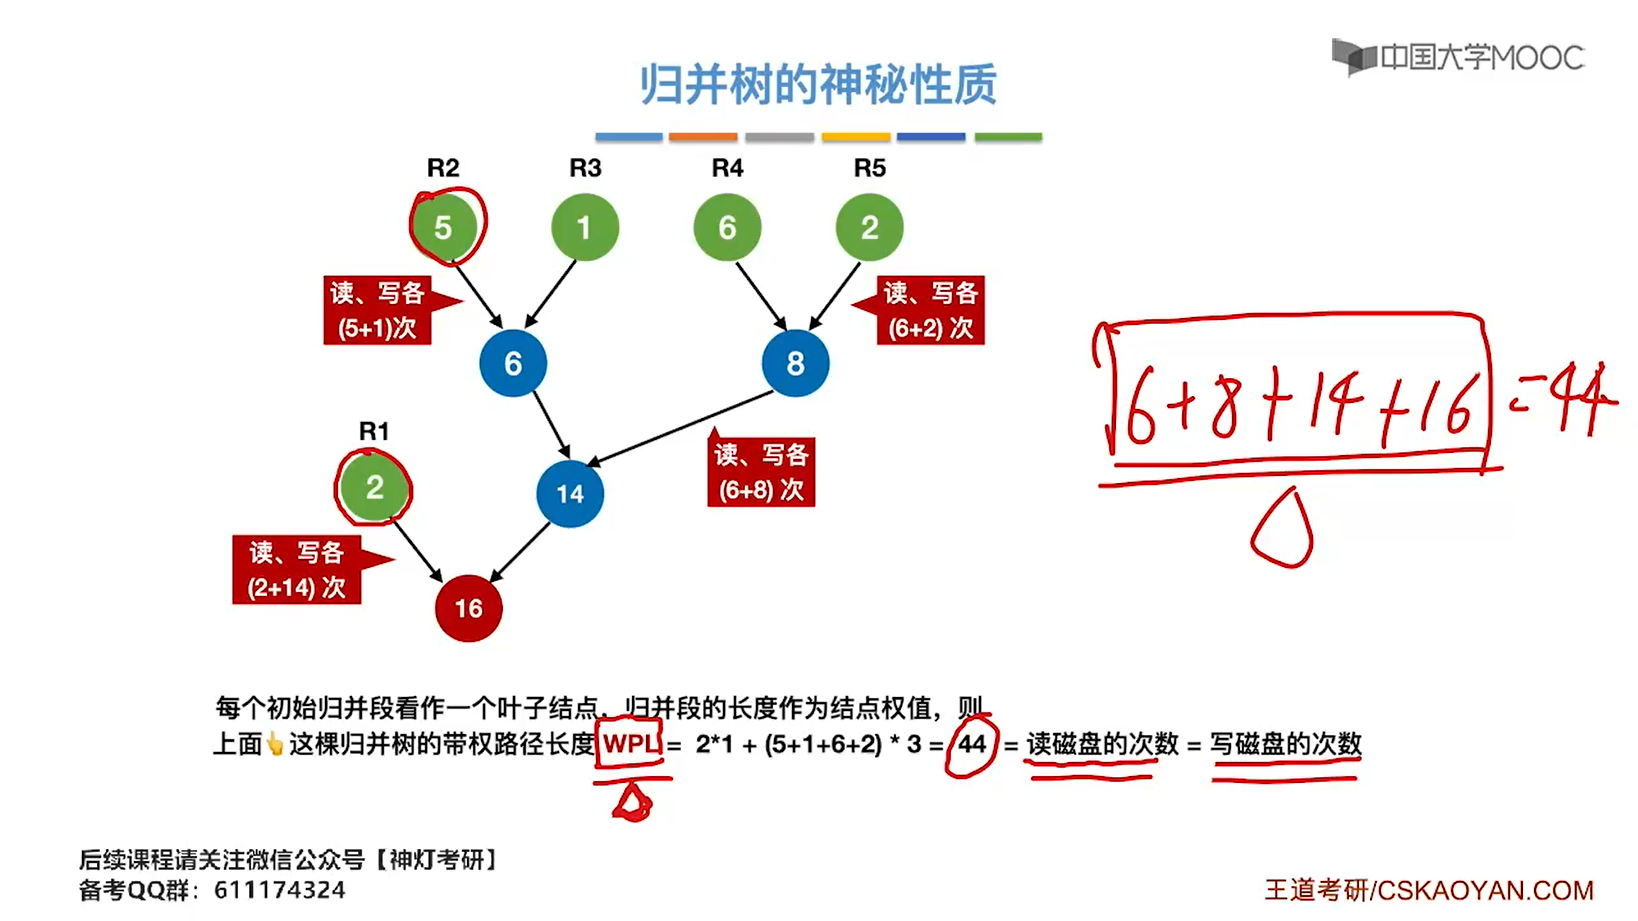 中国大学MOOC
归并树的神秘性质
R2 R3 R4 R5
5 1 6 2
读、写各
(5+1)次
读、写各
(6+2) 次
6 8
6+8+14+16 =44
R1
2 14
读、写各
(6+8) 次
读、写各
(2+14) 次
16
每个初始归并段看作一个叶子结点，归并段的长度作为结点权值，则
上面👆这棵归并树的带权路径长度 WPL = 2*1 + (5+1+6+2) * 3 = 44 = 读磁盘的次数 = 写磁盘的次数
后续课程请关注微信公众号【神灯考研】
备考QQ群：611174324
王道考研/CSKAOYAN.COM